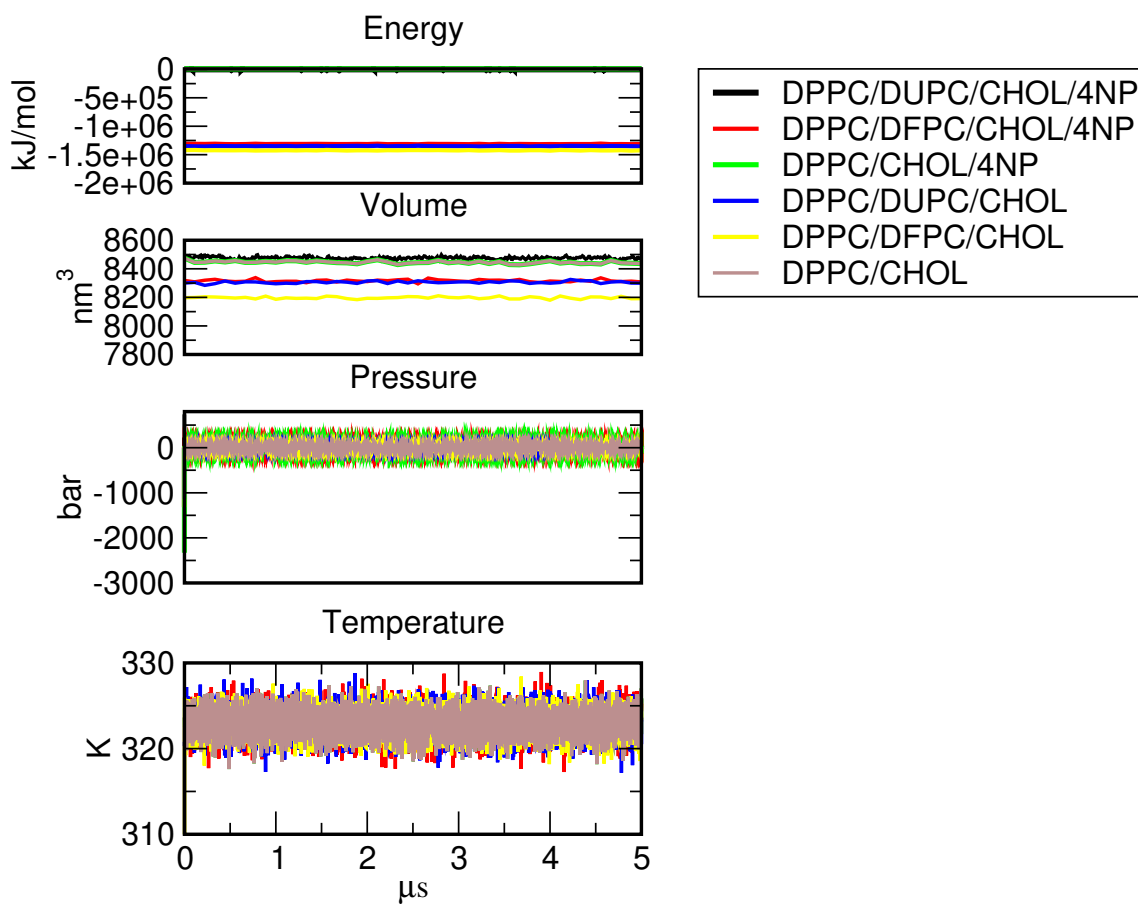 Energy
0
-5e+05
-1e+06
-1.5e+06
-2e+06
kJ/mol
Volume
8600
8400
8200
8000
7800
nm³
Pressure
0
-1000
-2000
-3000
bar
Temperature
330
320
310
K
0 1 2 3 4 5
μs
DPPC/DUPC/CHOL/4NP
DPPC/DFPC/CHOL/4NP
DPPC/CHOL/4NP
DPPC/DUPC/CHOL
DPPC/DFPC/CHOL
DPPC/CHOL